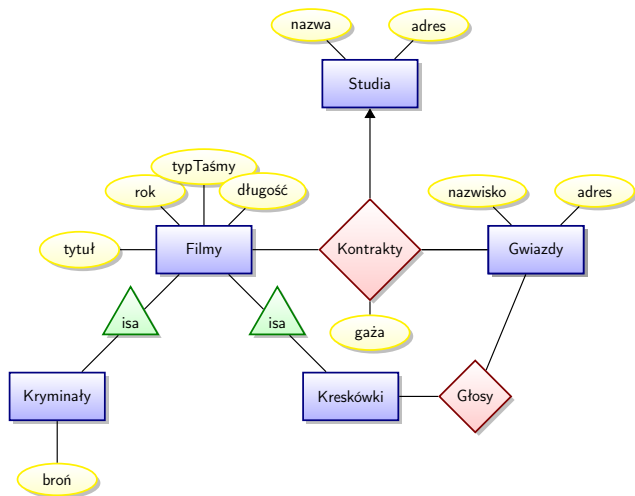 nazwa
adres
Studia
typTaśmy
rok
długość
nazwisko
adres
tytuł
Filmy
Kontrakty
Gwiazdy
isa
isa
gaża
Kryminały
Kreskówki
Głosy
broń